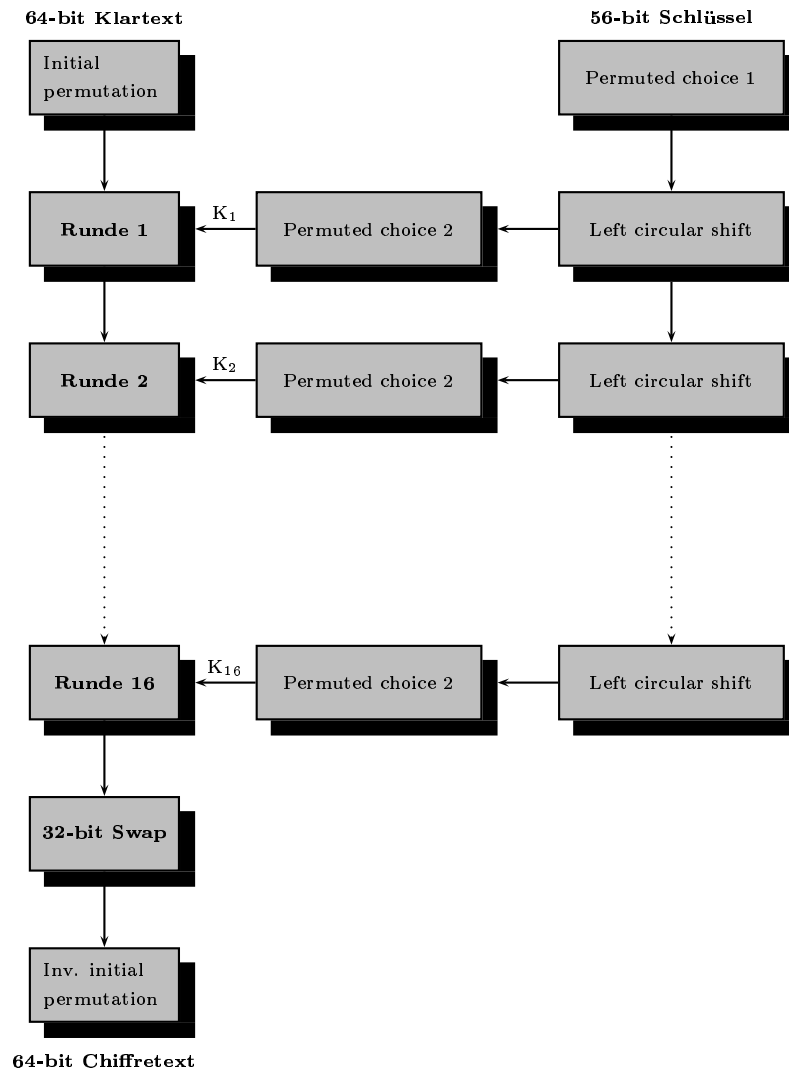 64-bit Klartext
56-bit Schlüssel
Initial
permutation
Permuted choice 1
Runde 1
K1
Permuted choice 2
Left circular shift
Runde 2
K2
Permuted choice 2
Left circular shift
Runde 16
K16
Permuted choice 2
Left circular shift
32-bit Swap
Inv. initial
permutation
64-bit Chiffretext